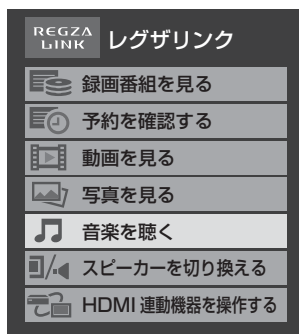 REGZA
LINK レグザリンク
録画番組を見る
予約を確認する
動画を見る
写真を見る
音楽を聴く
スピーカーを切り換える
HDMI 連動機器を操作する